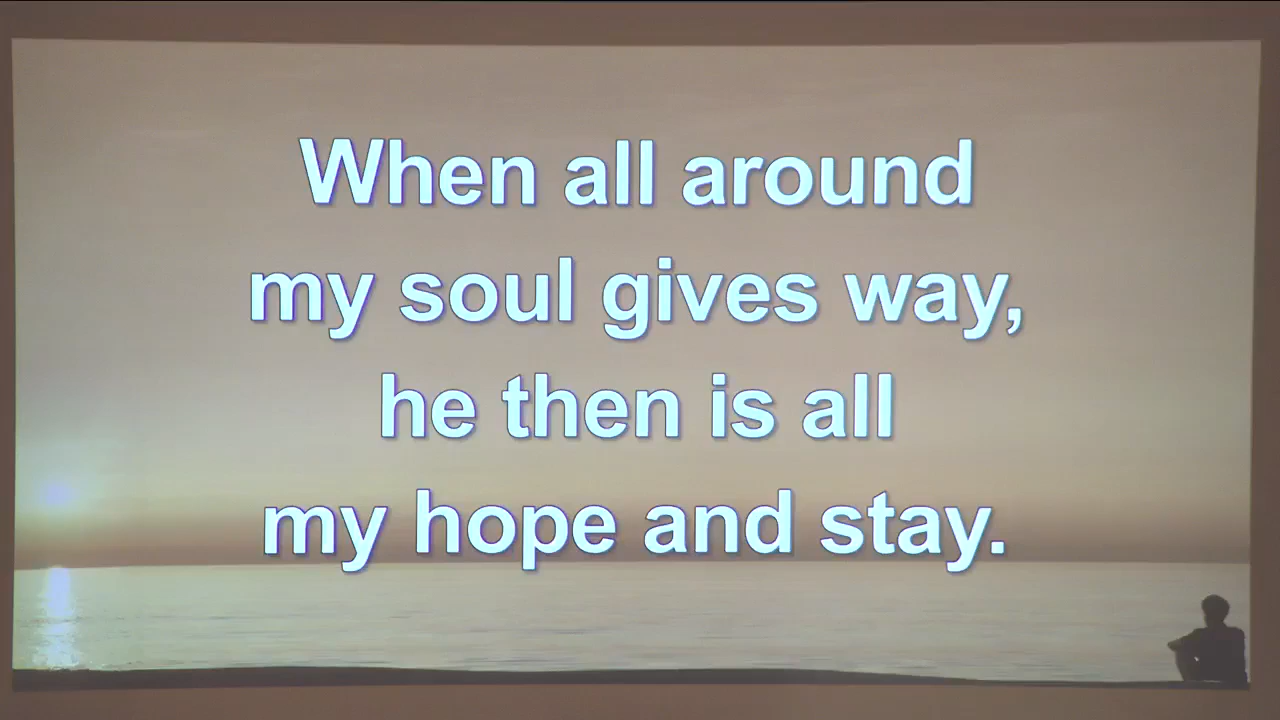 When all around
my soul gives way,
he then is all
my hope and stay.